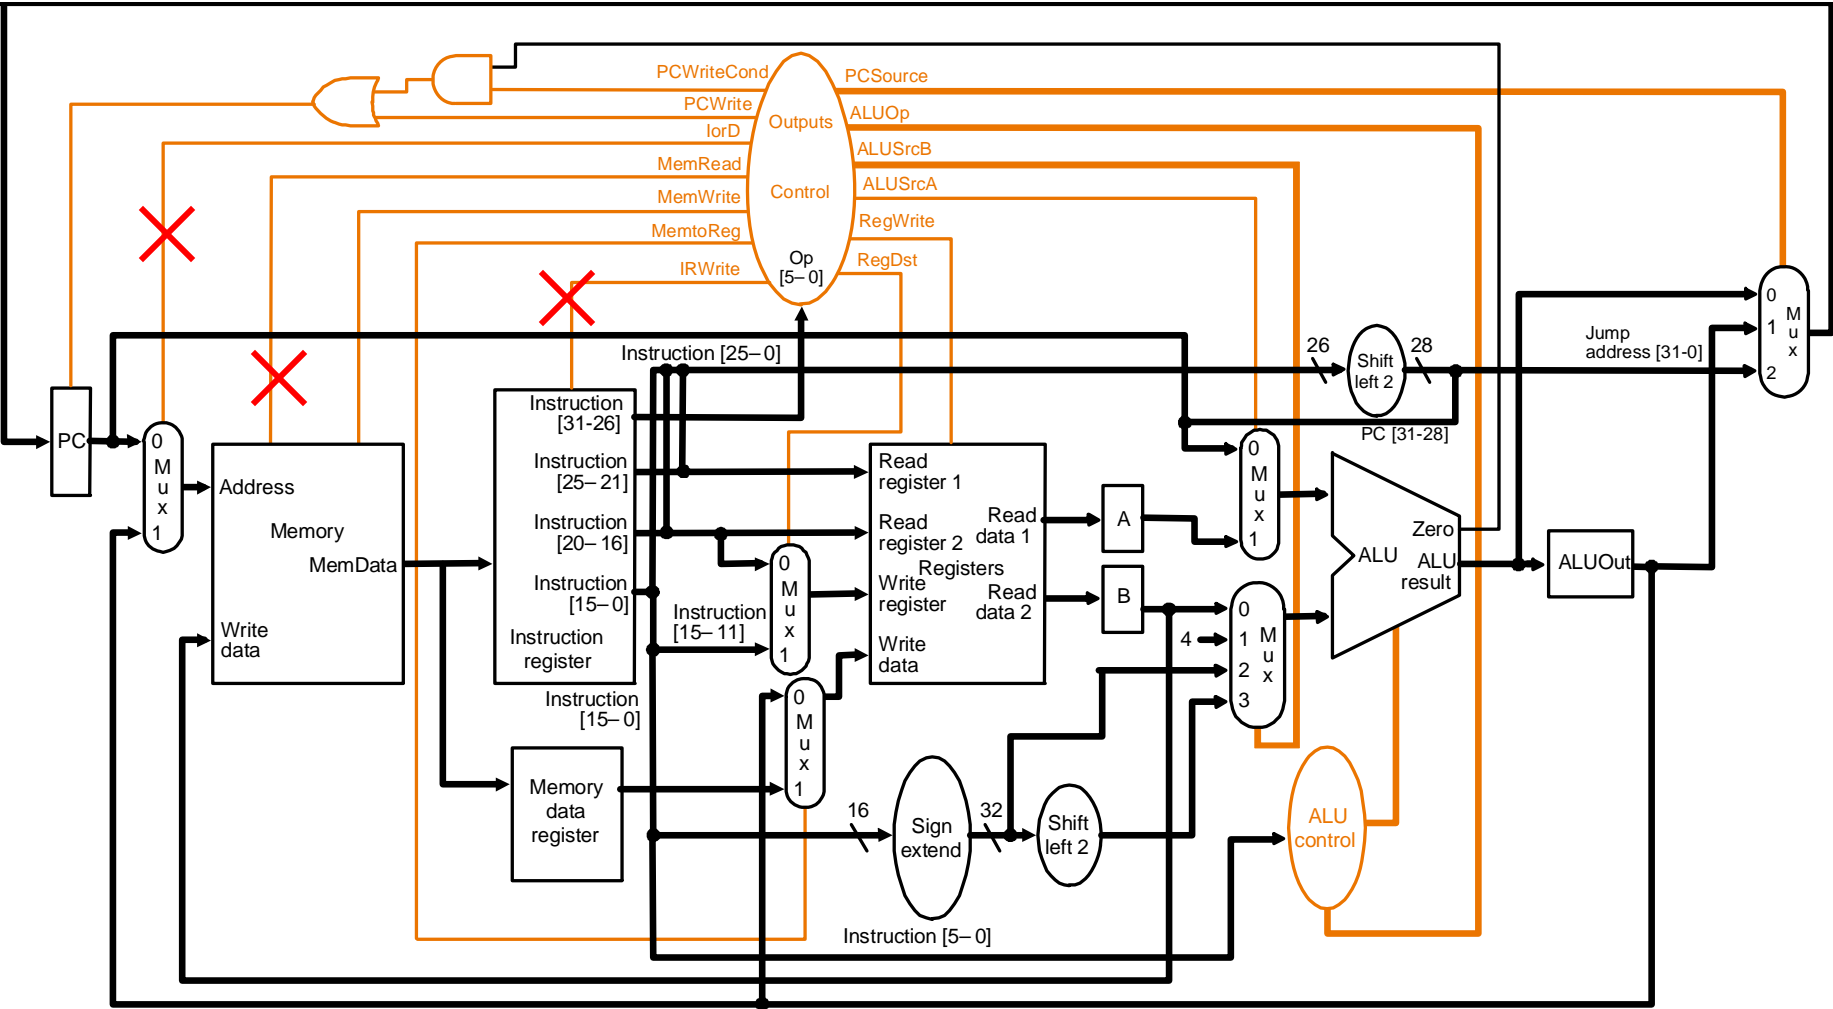 PCWriteCond
PCWrite
IorD
MemRead
MemWrite
MemtoReg
IRWrite
Outputs
Control
Op
[5–0]
PCSource
ALUOp
ALUSrcB
ALUSrcA
RegWrite
RegDst
Instruction [25–0]
26
Shift
left 2
28
Jump
address [31-0]
0
1
2
M
u
x
PC [31-28]
PC
0
M
u
x
1
Address
Memory
MemData
Write
data
Instruction
[31-26]
Instruction
[25–21]
Instruction
[20–16]
Instruction
[15–0]
Instruction
register
Instruction
[15–11]
Instruction
[15–0]
0
M
u
x
1
0
M
u
x
1
Memory
data
register
Read
register 1
Read
register 2
Registers
Write
register
Write
data
Read
data 1
Read
data 2
A
B
0
M
u
x
1
4
0
1
2
3
M
u
x
Zero
ALU
ALU
result
ALUOut
16
Sign
extend
32
Shift
left 2
ALU
control
Instruction [5–0]